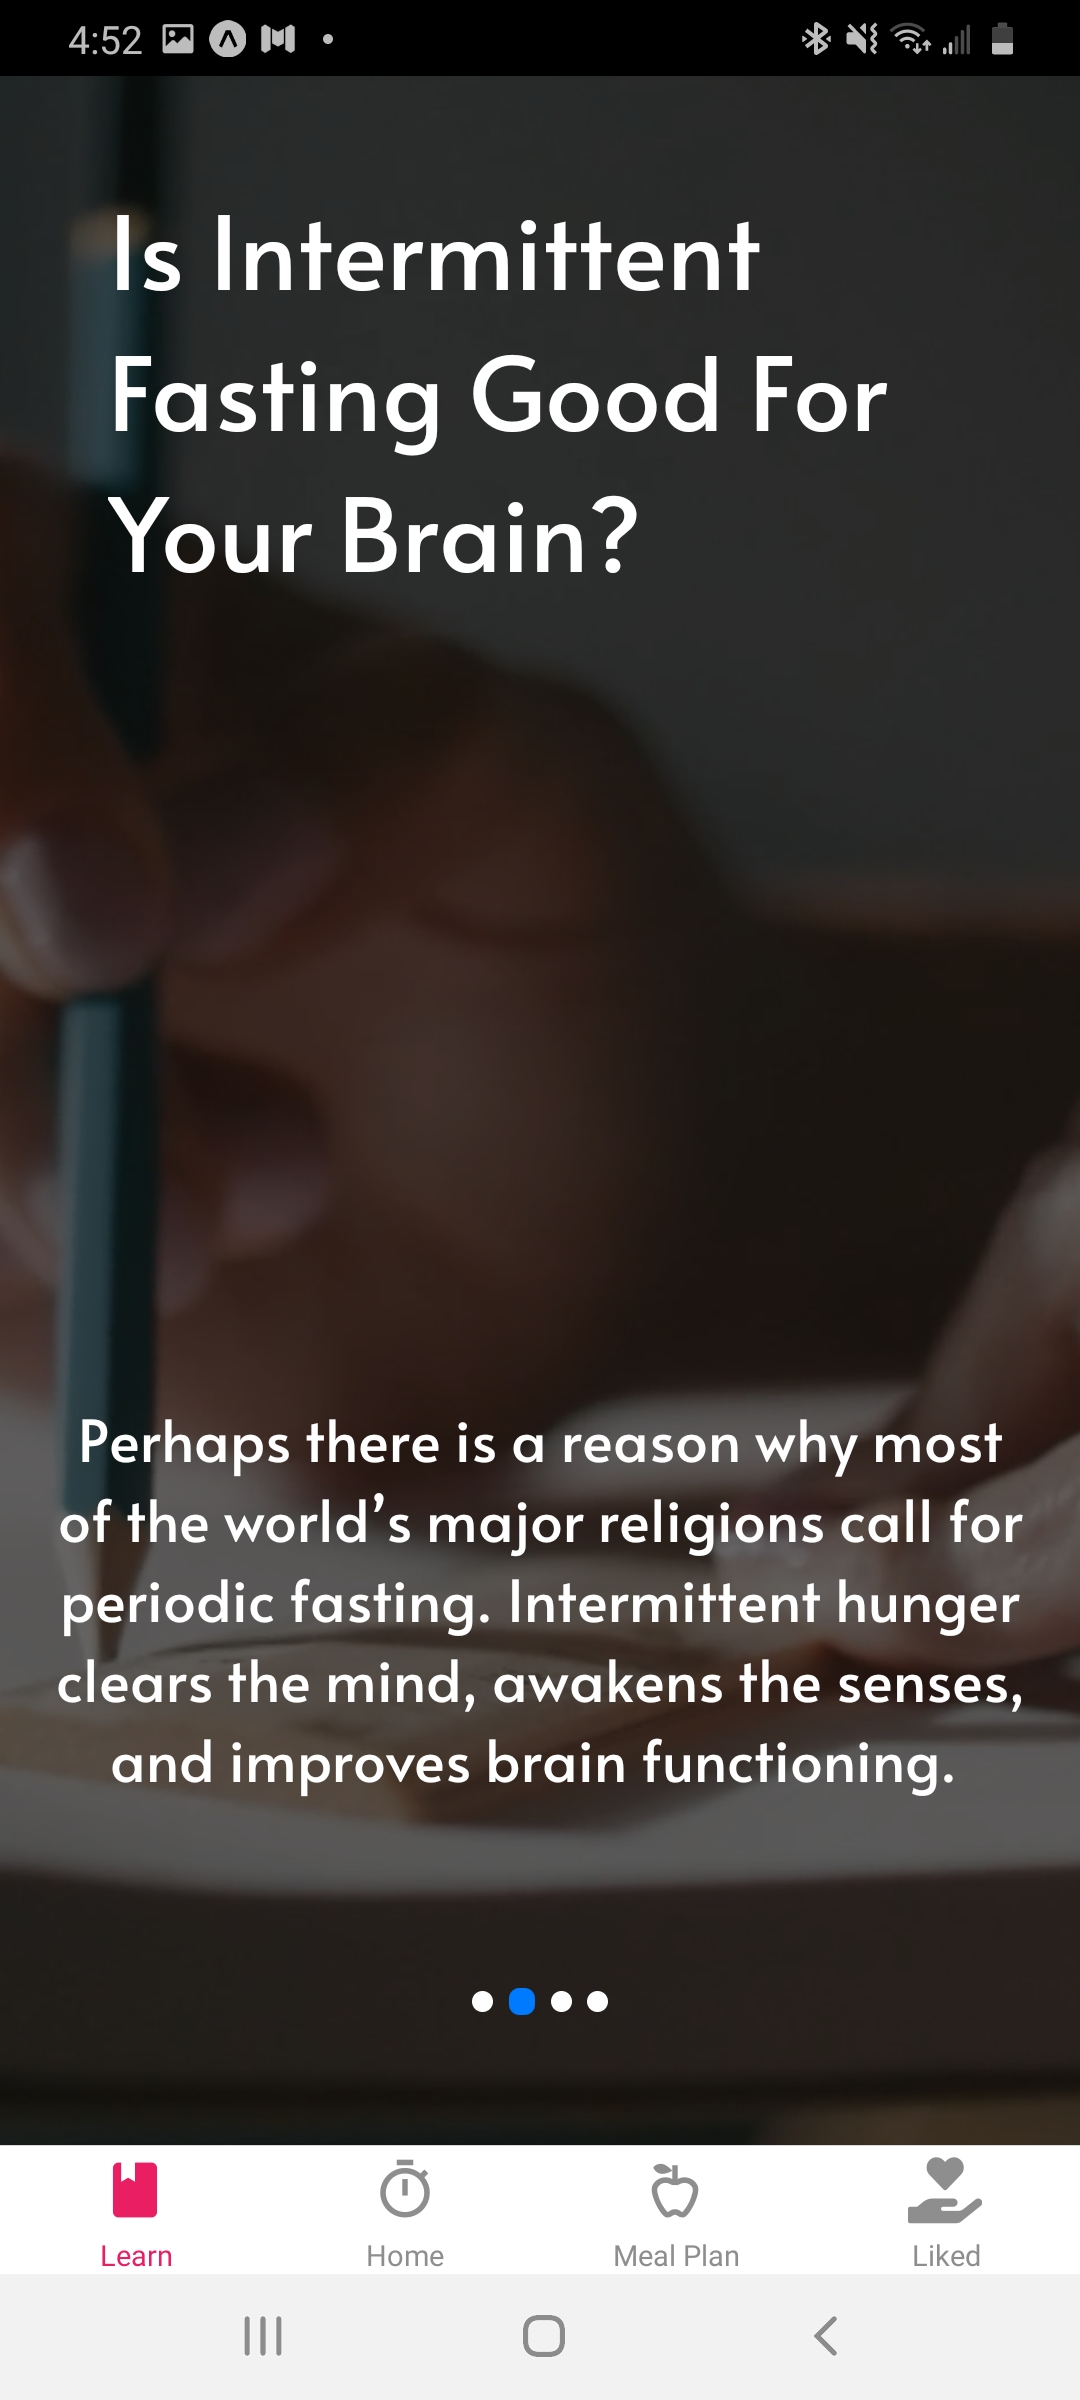 4:52
Is Intermittent
Fasting Good For
Your Brain?
Perhaps there is a reason why most
of the world’s major religions call for
periodic fasting. Intermittent hunger
clears the mind, awakens the senses,
and improves brain functioning.
Learn Home Meal Plan Liked